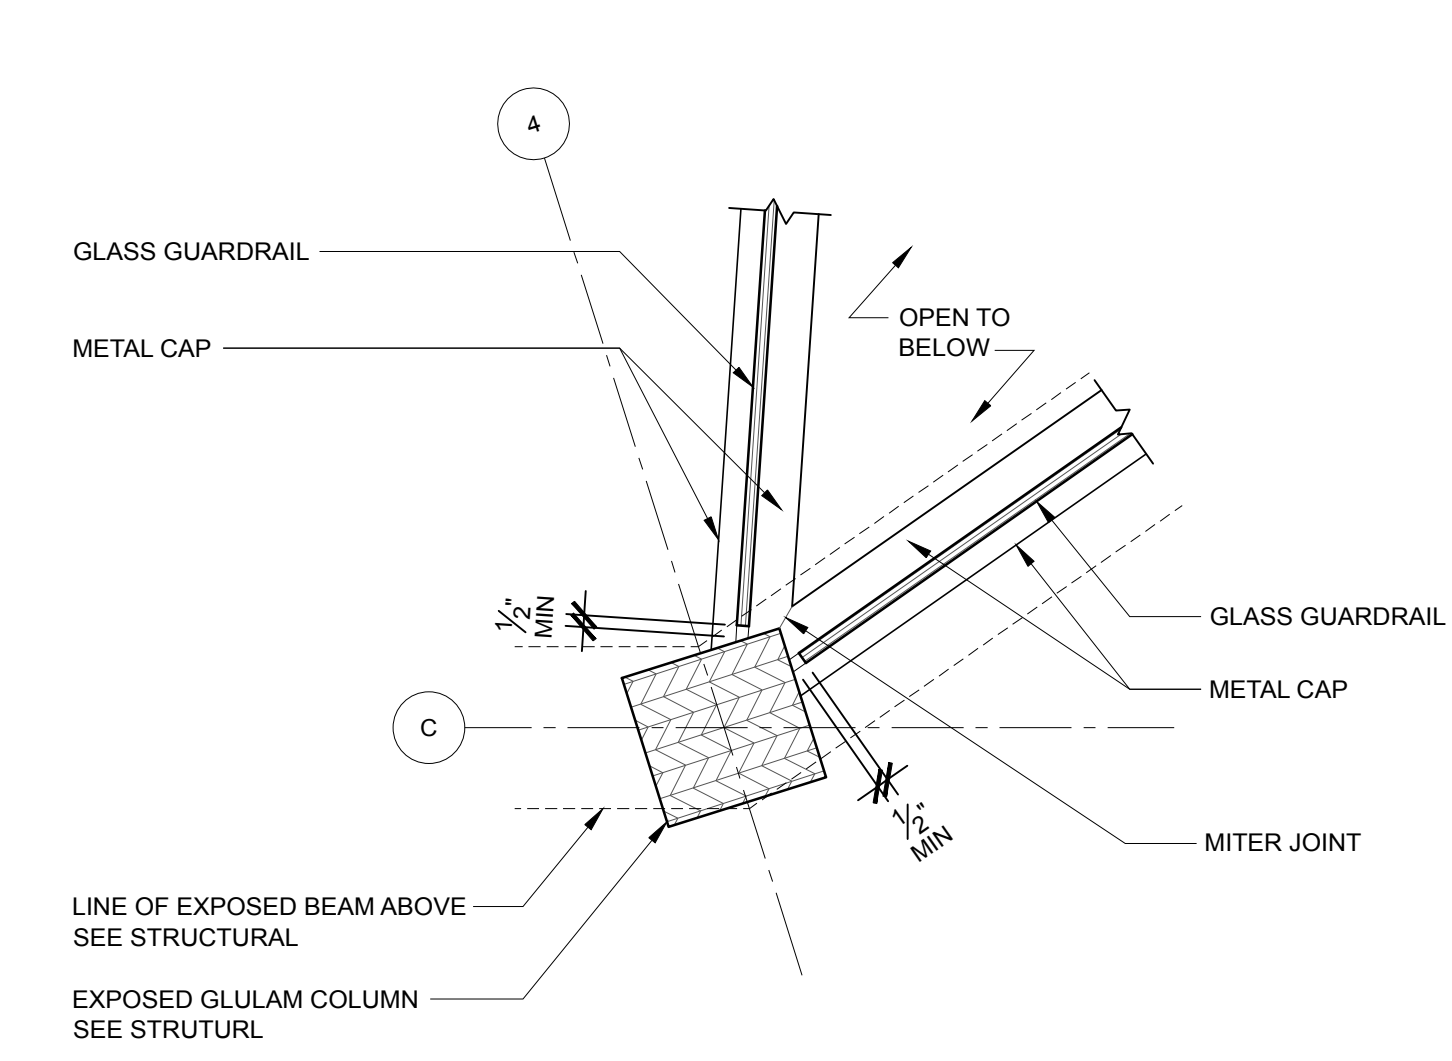 4
GLASS GUARDRAIL
OPEN TO
BELOW
METAL CAP
1/2"
MIN
GLASS GUARDRAIL
METAL CAP
C
1/2"
MIN
MITER JOINT
LINE OF EXPOSED BEAM ABOVE
SEE STRUCTURAL
EXPOSED GLULAM COLUMN
SEE STRUTURL